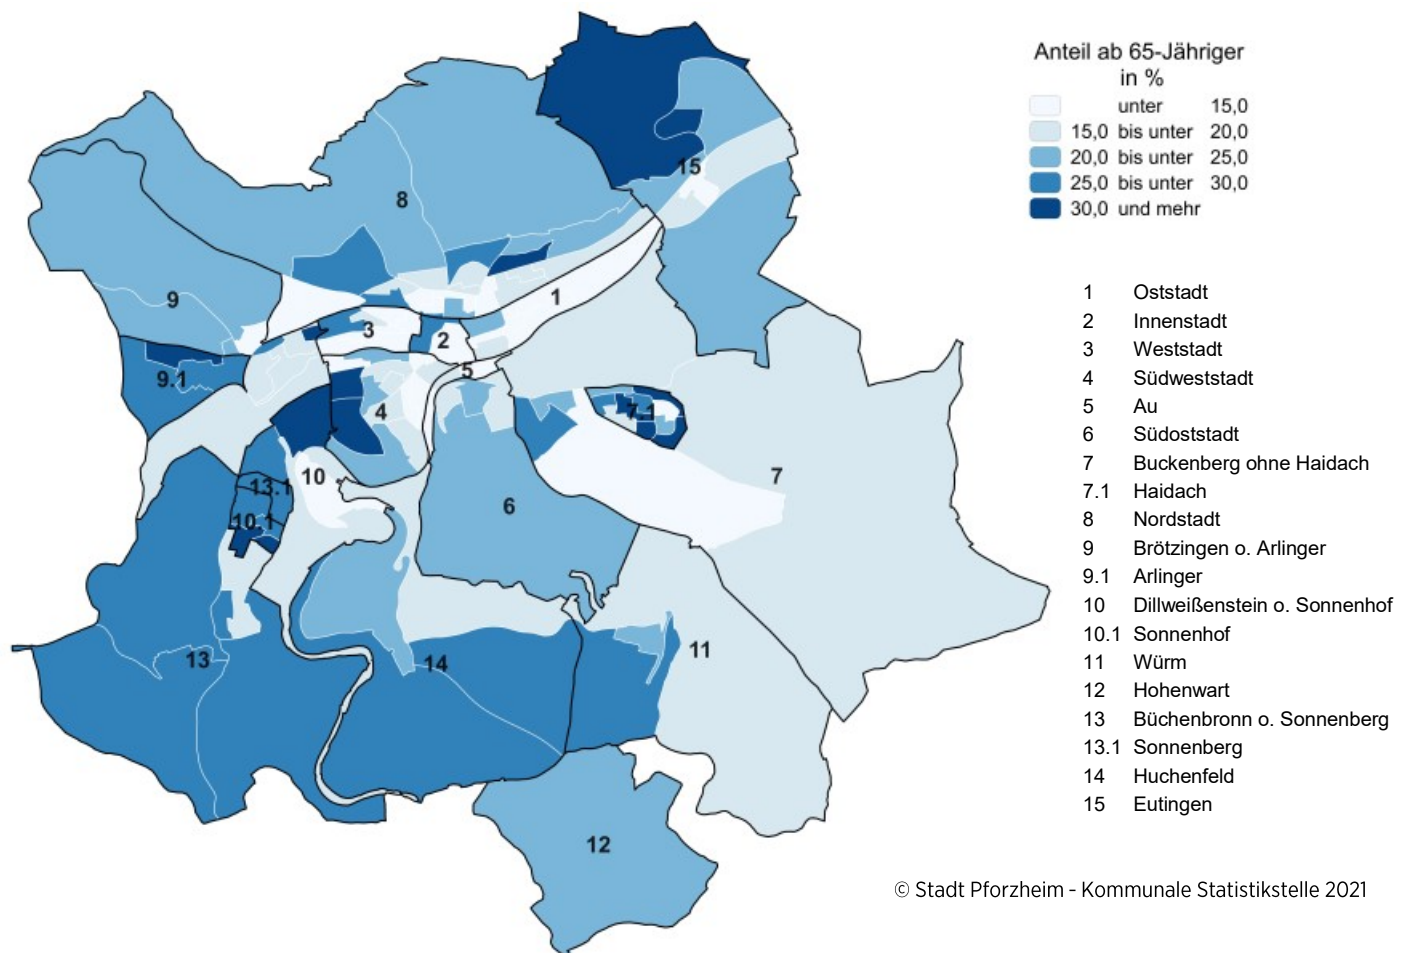 Anteil ab 65-Jähriger
in %
unter 15,0
15,0 bis unter 20,0
20,0 bis unter 25,0
25,0 bis unter 30,0
30,0 und mehr
15
8
1
9
3
2
5
9.1
4
7.1
10
7
13.1
6
10.1
11
13
14
12
1 Oststadt
2 Innenstadt
3 Weststadt
4 Südweststadt
5 Au
6 Südoststadt
7 Buckenberg ohne Haidach
7.1 Haidach
8 Nordstadt
9 Brötzingen o. Arlinger
9.1 Arlinger
10 Dillweißenstein o. Sonnenhof
10.1 Sonnenhof
11 Würm
12 Hohenwart
13 Büchenbronn o. Sonnenberg
13.1 Sonnenberg
14 Huchenfeld
15 Eutingen
© Stadt Pforzheim - Kommunale Statistikstelle 2021